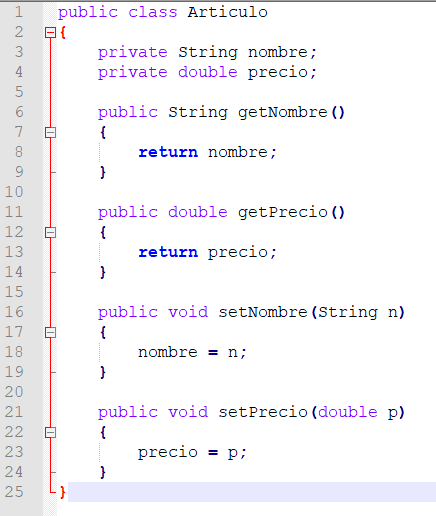 1 public class Articulo
2 {
3 private String nombre;
4 private double precio;
5
6 public String getNombre()
7 {
8 return nombre;
9 }
10
11 public double getPrecio()
12 {
13 return precio;
14 }
15
16 public void setNombre(String n)
17 {
18 nombre = n;
19 }
20
21 public void setPrecio(double p)
22 {
23 precio = p;
24 }
25 }